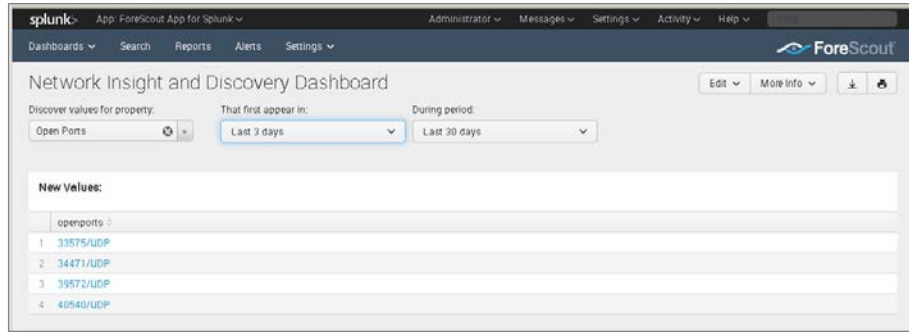 splunk> App: ForeScout App for Splunk Administrator Messages Settings Activity Help
Dashboards Search Reports Alerts Settings ForeScout
Network Insight and Discovery Dashboard Edit More Info
Discover values for property: That first appear in: During period:
Open Ports Last 3 days Last 30 days
New Values:
openports
1 33575/UDP
2 34471/UDP
3 39572/UDP
4 40540/UDP